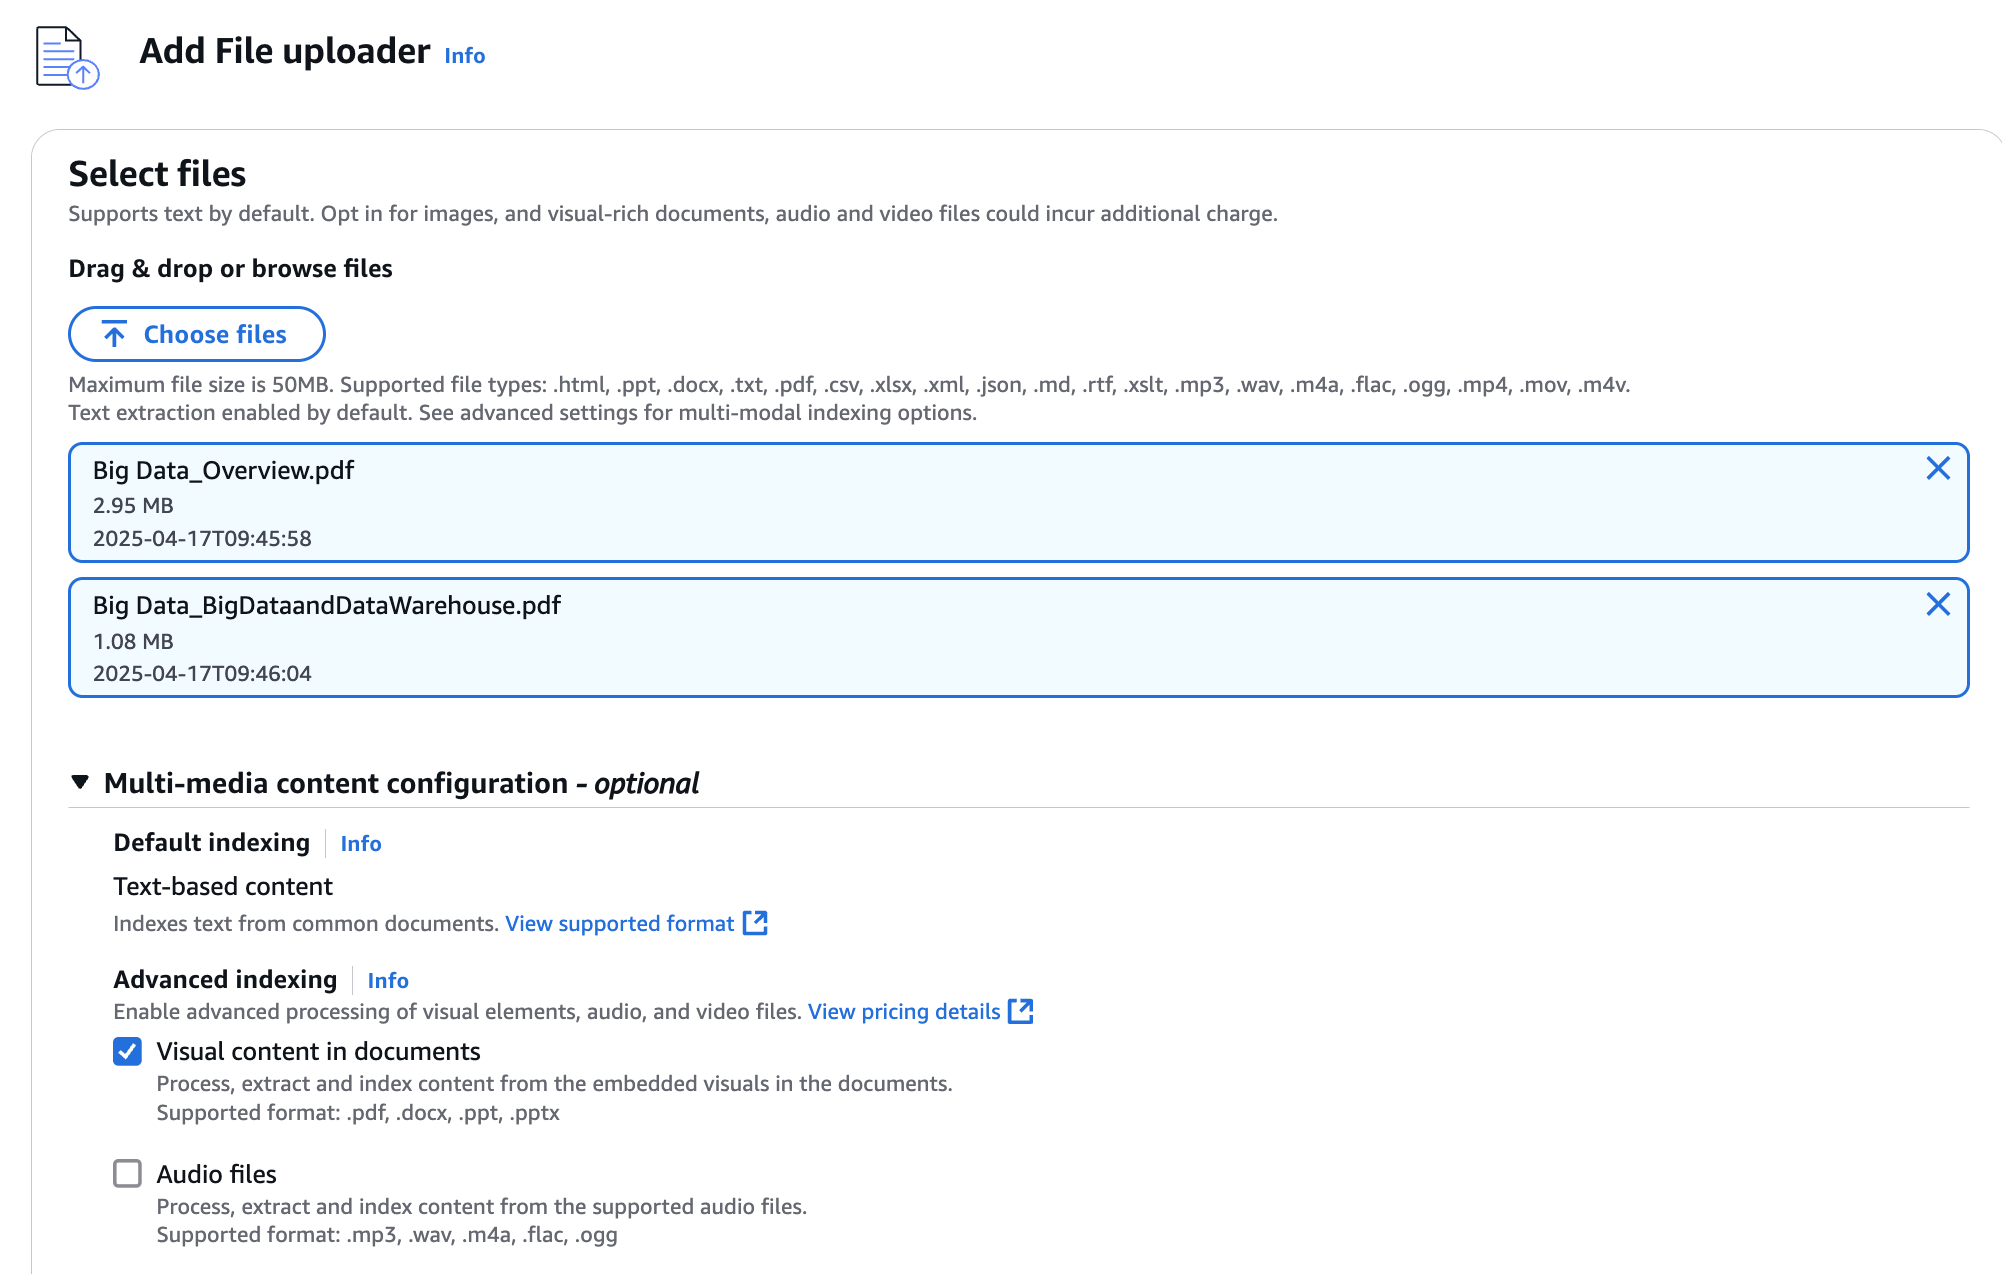 Add File uploader Info
Select files
Supports text by default. Opt in for images, and visual-rich documents, audio and video files could incur additional charge.
Drag & drop or browse files
Choose files
Maximum file size is 50MB. Supported file types: .html, .ppt, .docx, .txt, .pdf, .csv, .xlsx, .xml, .json, .md, .rtf, .xslt, .mp3, .wav, .m4a, .flac, .ogg, .mp4, .mov, .m4v.
Text extraction enabled by default. See advanced settings for multi-modal indexing options.
Big Data_Overview.pdf
2.95 MB
2025-04-17T09:45:58
Big Data_BigDataandDataWarehouse.pdf
1.08 MB
2025-04-17T09:46:04
Multi-media content configuration - optional
Default indexing Info
Text-based content
Indexes text from common documents. View supported format
Advanced indexing Info
Enable advanced processing of visual elements, audio, and video files. View pricing details
Visual content in documents
Process, extract and index content from the embedded visuals in the documents.
Supported format: .pdf, .docx, .ppt, .pptx
Audio files
Process, extract and index content from the supported audio files.
Supported format: .mp3, .wav, .m4a, .flac, .ogg